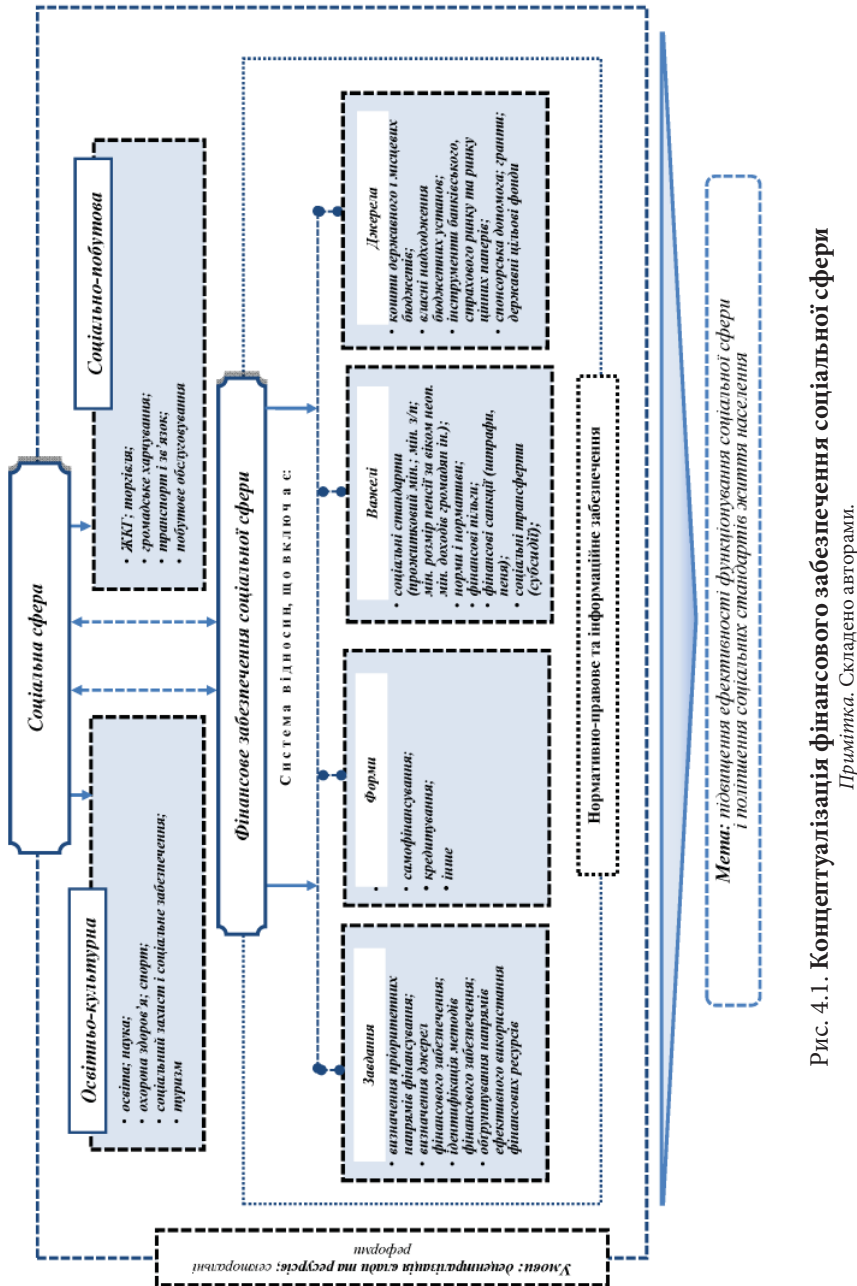 Умови: децентралізація влади та ресурсів; секторальні
реформи
Соціальна сфера
Освітньо-культурна
• освіта; наука;
• охорона здоров'я; спорт;
• соціальний захист і соціальне забезпечення;
• туризм
Соціально-побутова
• ЖКГ; торгівля;
• громадське харчування;
• транспорт і зв'язок;
• побутове обслуговування
Фінансове забезпечення соціальної сфери
Система відносин, що включає:
Завдання
• визначення пріоритетних
напрямів фінансування;
• визначення джерел
фінансового забезпечення;
• ідентифікація методів
фінансового забезпечення;
• обґрунтування напрямів
ефективного використання
фінансових ресурсів
Форми
•
• самофінансування;
• кредитування;
• інше
Важелі
• соціальні стандарти
(прожитковий мін.; мін. з/п;
мін. розмір пенсії за віком неоп.
мін. доходів громадян ін.);
• норми і нормативи;
• фінансові пільги;
• фінансові санкції (штрафи,
пеня);
• соціальні трансферти
(субсидії);
Джерела
• кошти державного і місцевих
бюджетів;
• власні надходження
бюджетних установ;
• інструменти банківського,
страхового ринку та ринку
цінних паперів;
• спонсорська допомога; гранти;
• державні цільові фонди
Нормативно-правове та інформаційне забезпечення
Мета: підвищення ефективності функціонування соціальної сфери
і поліпшення соціальних стандартів життя населення
Рис. 4.1. Концептуалізація фінансового забезпечення соціальної сфери
Примітка. Складено авторами.